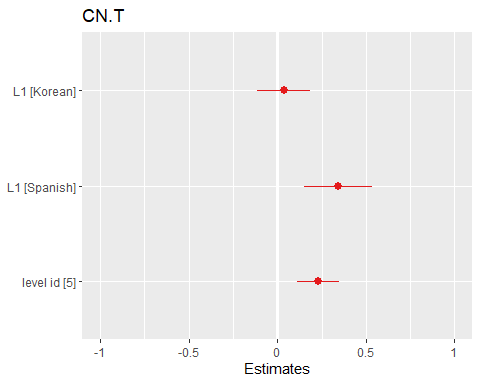 CN.T
L1 [Korean]
L1 [Spanish]
level id [5]
-1 -0.5 0 0.5 1
Estimates